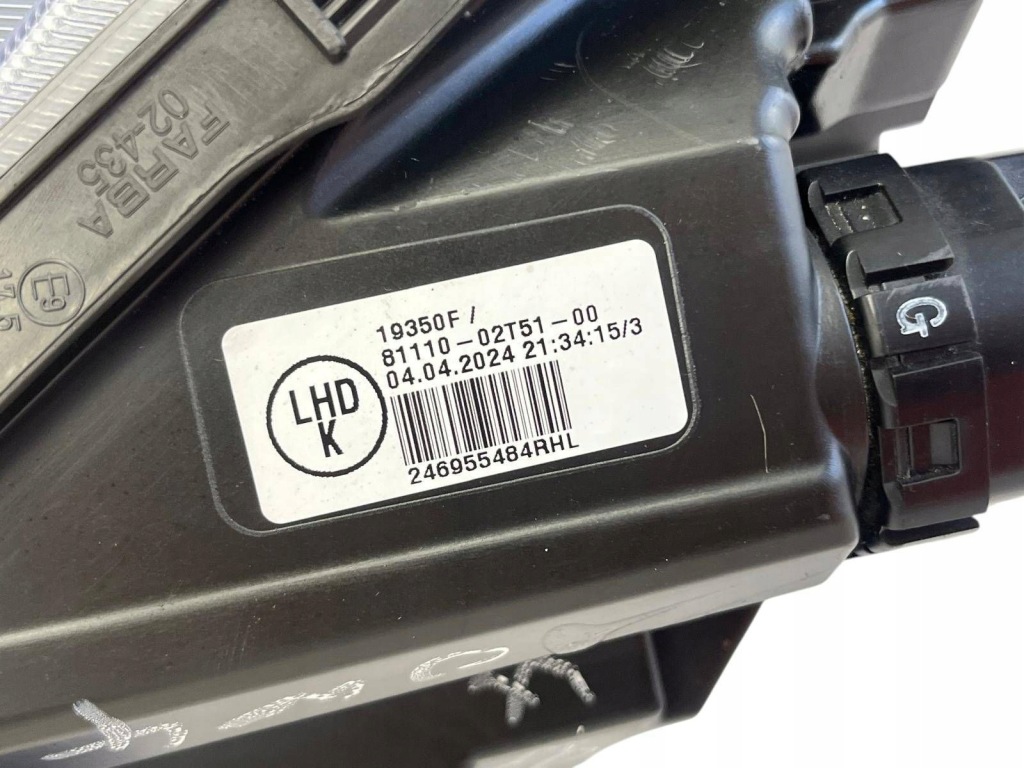 FARBA
02-435
E9
19350F /
81110-02T51-00
04.04.2024 21:34:15/3
LHD
K
246955484RHL
G